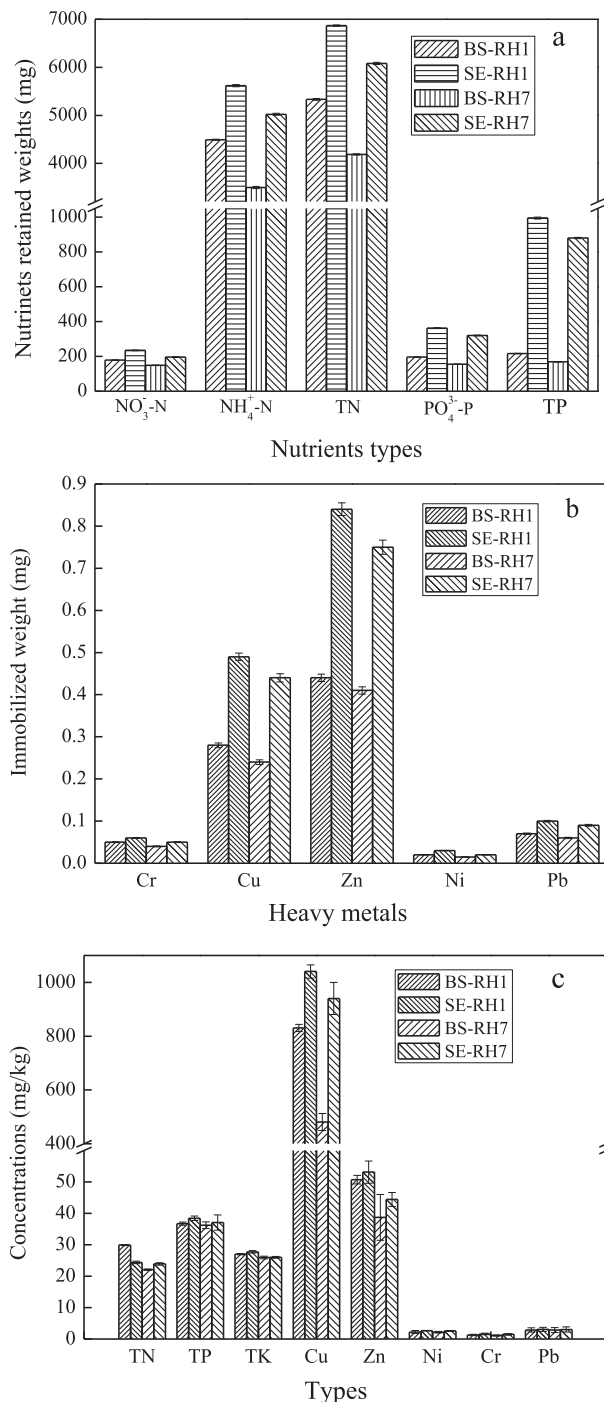 a
7000
6000
5000
4000
1000
800
600
400
200
0
Nutrinets retained weights (mg)
BS-RH1
SE-RH1
BS-RH7
SE-RH7
NO₃⁻-N NH₄⁺-N TN PO₄³⁻-P TP
Nutrients types
b
0.9
0.8
0.7
0.6
0.5
0.4
0.3
0.2
0.1
0.0
Immobilized weight (mg)
BS-RH1
SE-RH1
BS-RH7
SE-RH7
Cr Cu Zn Ni Pb
Heavy metals
c
1000
800
600
400
50
40
30
20
10
0
Concentrations (mg/kg)
BS-RH1
SE-RH1
BS-RH7
SE-RH7
TN TP TK Cu Zn Ni Cr Pb
Types